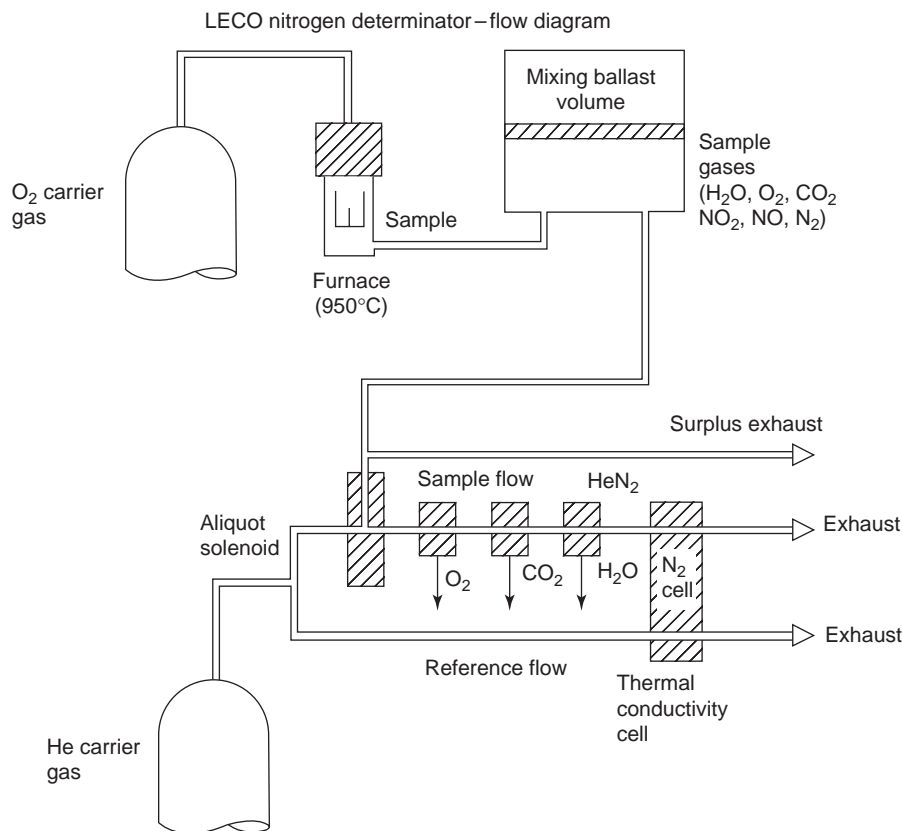 LECO nitrogen determinator – flow diagram
Mixing ballast
volume
O₂ carrier
gas
Sample
Furnace
(950°C)
Sample
gases
(H₂O, O₂, CO₂
NO₂, NO, N₂)
Surplus exhaust
Sample flow
HeN₂
Aliquot
solenoid
Exhaust
O₂
CO₂
H₂O
N₂
cell
Exhaust
Reference flow
Thermal
conductivity
cell
He carrier
gas